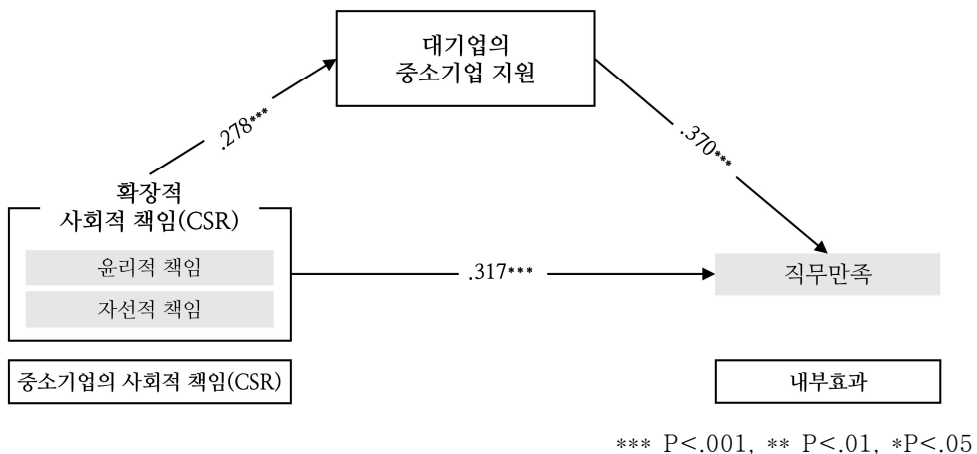 대기업의
중소기업 지원
.278***
.370***
확장적
사회적 책임(CSR)
윤리적 책임
자선적 책임
.317***
직무만족
중소기업의 사회적 책임(CSR)
내부효과
*** P<.001, ** P<.01, *P<.05